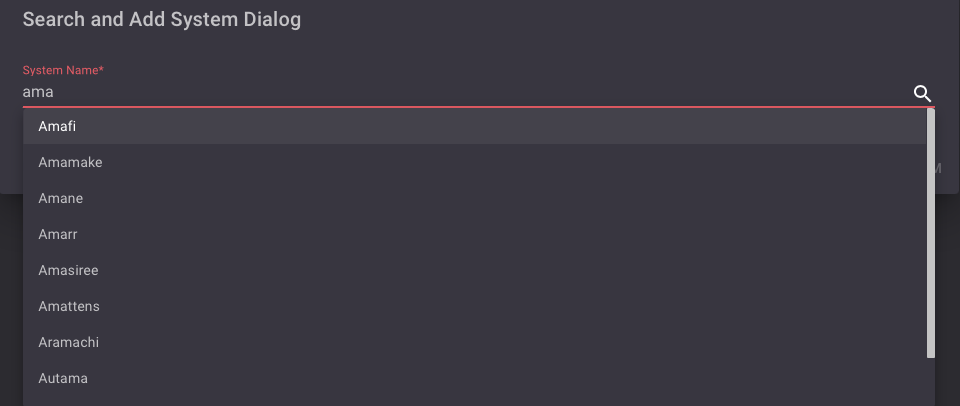 Search and Add System Dialog
System Name*
ama
Amafi
Amamake
Amane
Amarr
Amasiree
Amattens
Aramachi
Autama